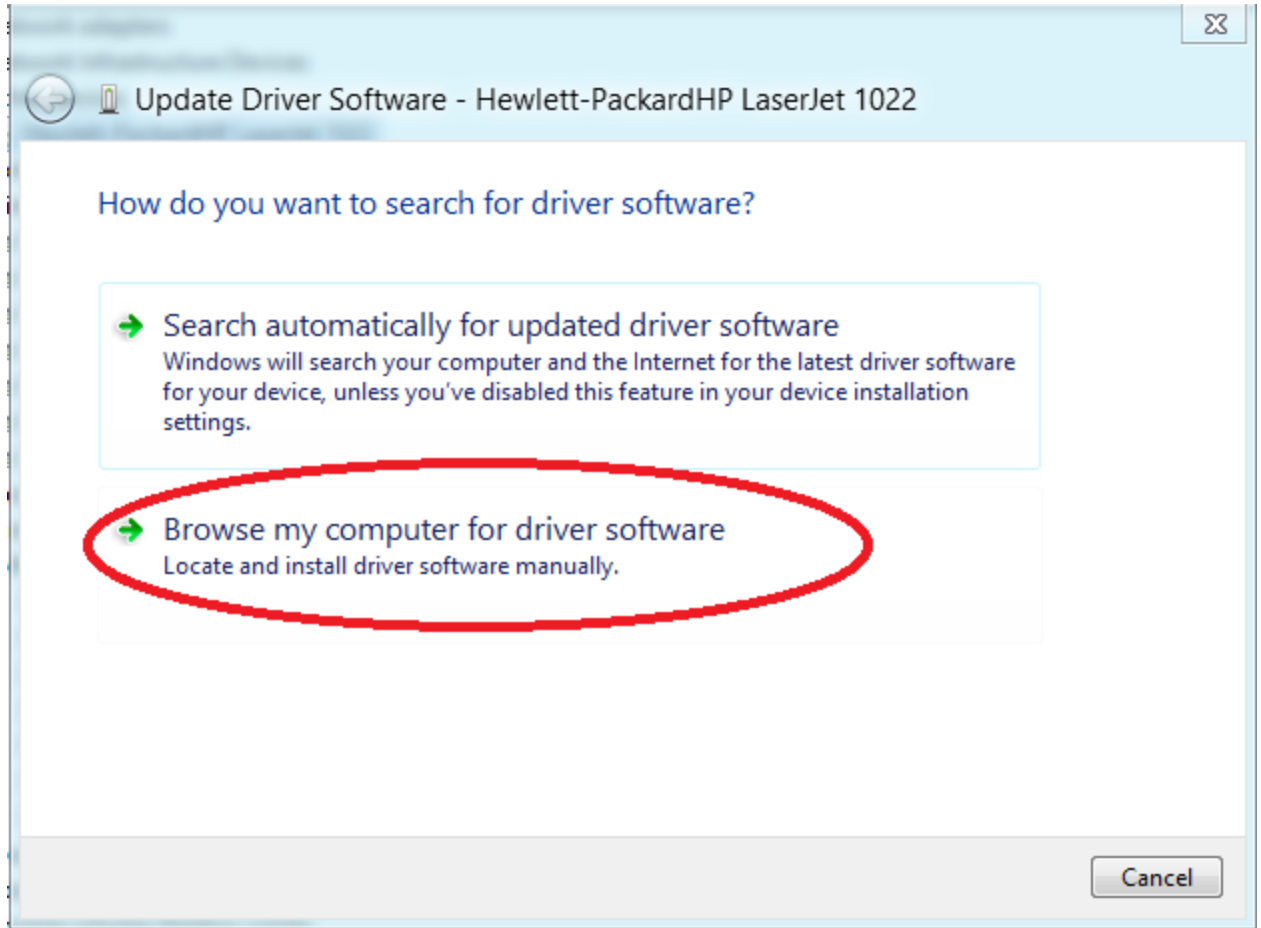 Update Driver Software - Hewlett-PackardHP LaserJet 1022
How do you want to search for driver software?
Search automatically for updated driver software
Windows will search your computer and the Internet for the latest driver software
for your device, unless you've disabled this feature in your device installation
settings.
Browse my computer for driver software
Locate and install driver software manually.
Cancel